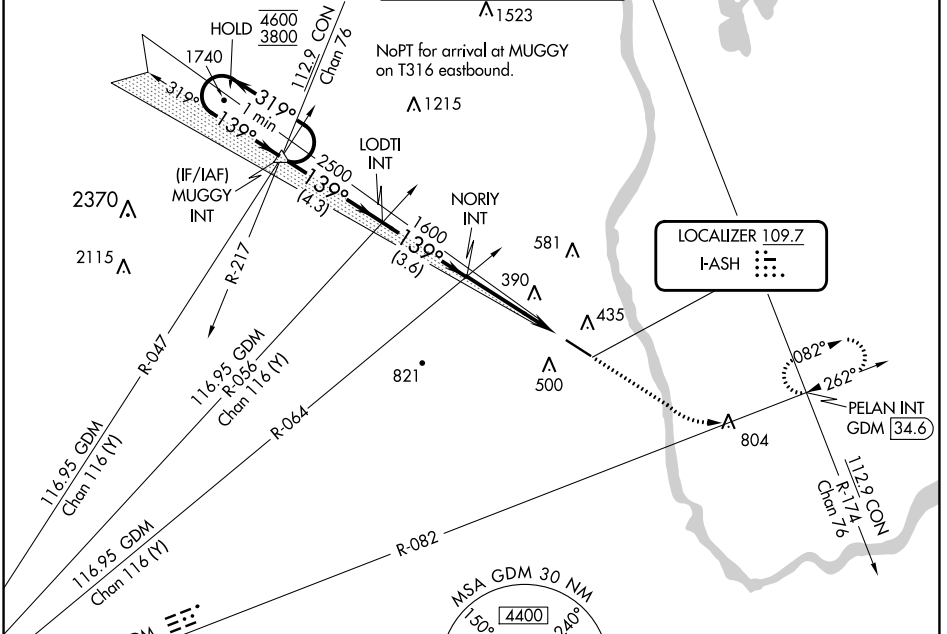 HOLD 4600
3800
1740
112.9 CON
Chan 76
1523
NoPT for arrival at MUGGY
on T316 eastbound.
1215
319°
319°
1 min
139°
139°
2500
(4.3)
LODTI
INT
(IF/IAF)
MUGGY
INT
2370
2115
NORIY
INT
1600
139°
(3.6)
581
390
435
500
821
LOCALIZER 109.7
I-ASH
R-217
R-047
116.95 GDM
Chan 116 (Y)
116.95 GDM
R-056
Chan 116 (Y)
R-064
116.95 GDM
Chan 116 (Y)
R-082
082°
262°
PELAN INT
GDM 34.6
804
112.9 CON
R-174
Chan 76
MSA GDM 30 NM
150°
4400
240°